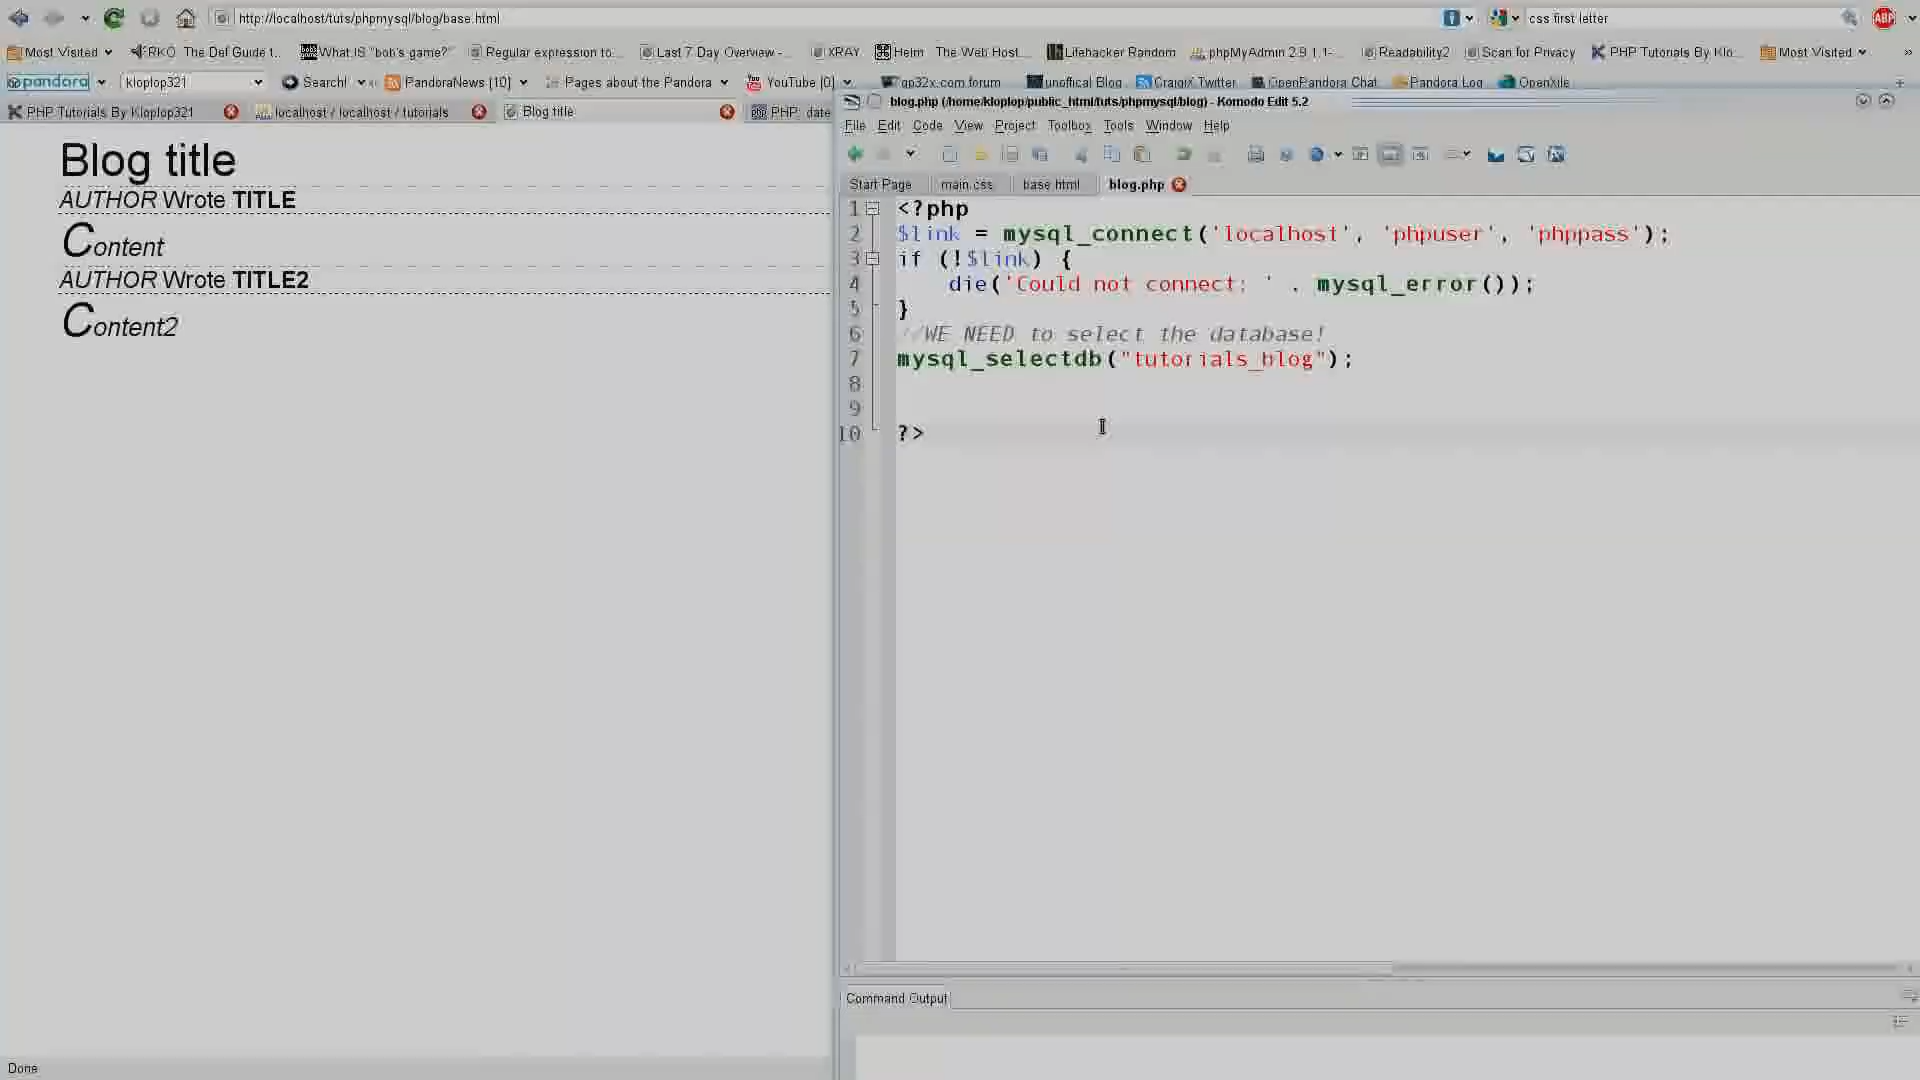 http://localhost/tuts/phpmysql/blog/base.html
css first letter
ABP
Most Visited
RKO The Def Guide t...
What IS "bob's game?"
Regular expression to...
Last 7 Day Overview -...
XRAY
Heim The Web Host...
Lifehacker Random
phpMyAdmin 2.9.1.1-...
Readability2
Scan for Privacy
PHP Tutorials By Klo...
Most Visited
pandora
kloplop321
Search!
PandoraNews [10]
Pages about the Pandora
YouTube [0]
gp32x.com forum
unoffical Blog
CraigiX Twitter
OpenPandora Chat
Pandora Log
OpenXile
PHP Tutorials By Kloplop321
localhost / localhost / tutorials
Blog title
PHP: date
Blog title
AUTHOR Wrote TITLE
Content
AUTHOR Wrote TITLE2
Content2
Done
blog.php (/home/kloplop/public_html/tuts/phpmysql/blog) - Komodo Edit 5.2
File Edit Code View Project Toolbox Tools Window Help
Start Page main.css base.html blog.php
1 <?php
2 $link = mysql_connect('localhost', 'phpuser', 'phppass');
3 if (!$link) {
4 die('Could not connect: ' . mysql_error());
5 }
6 //WE NEED to select the database!
7 mysql_selectdb("tutorials_blog");
8
9
10 ?>
Command Output